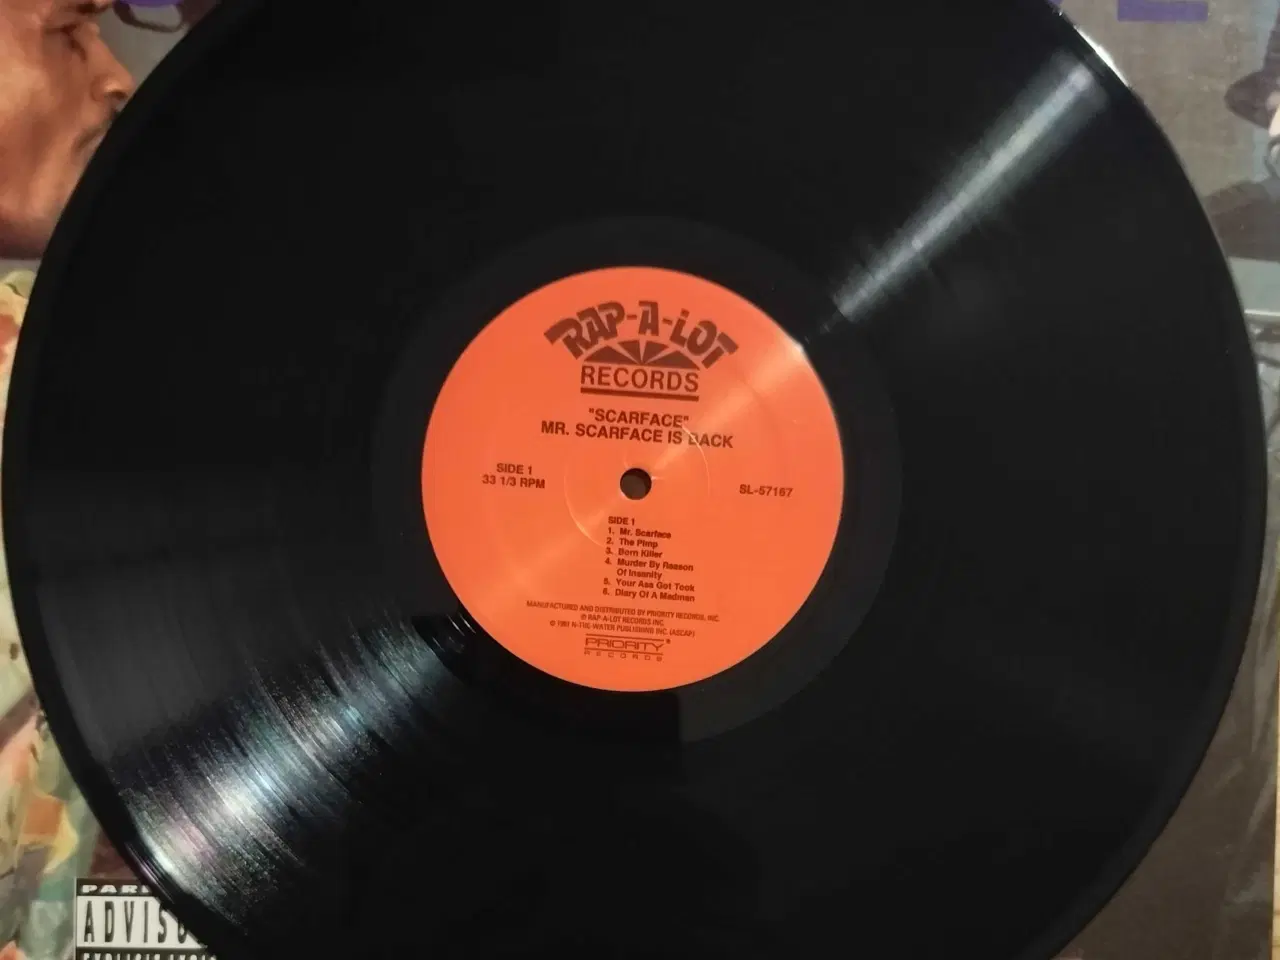 RAP-A-LOT
RECORDS
"SCARFACE"
MR. SCARFACE IS BACK
SIDE 1
33 1/3 RPM
SL-57167
SIDE 1
1. Mr. Scarface
2. The Pimp
3. Born Killer
4. Murder By Reason
Of Insanity
5. Your Ass Got Took
6. Diary Of A Madman
MANUFACTURED AND DISTRIBUTED BY PRIORITY RECORDS, INC.
℗ RAP-A-LOT RECORDS INC.
© 1991 N-THE-WATER PUBLISHING INC. (ASCAP)
PRIORITY
RECORDS
PAR
ADVISO